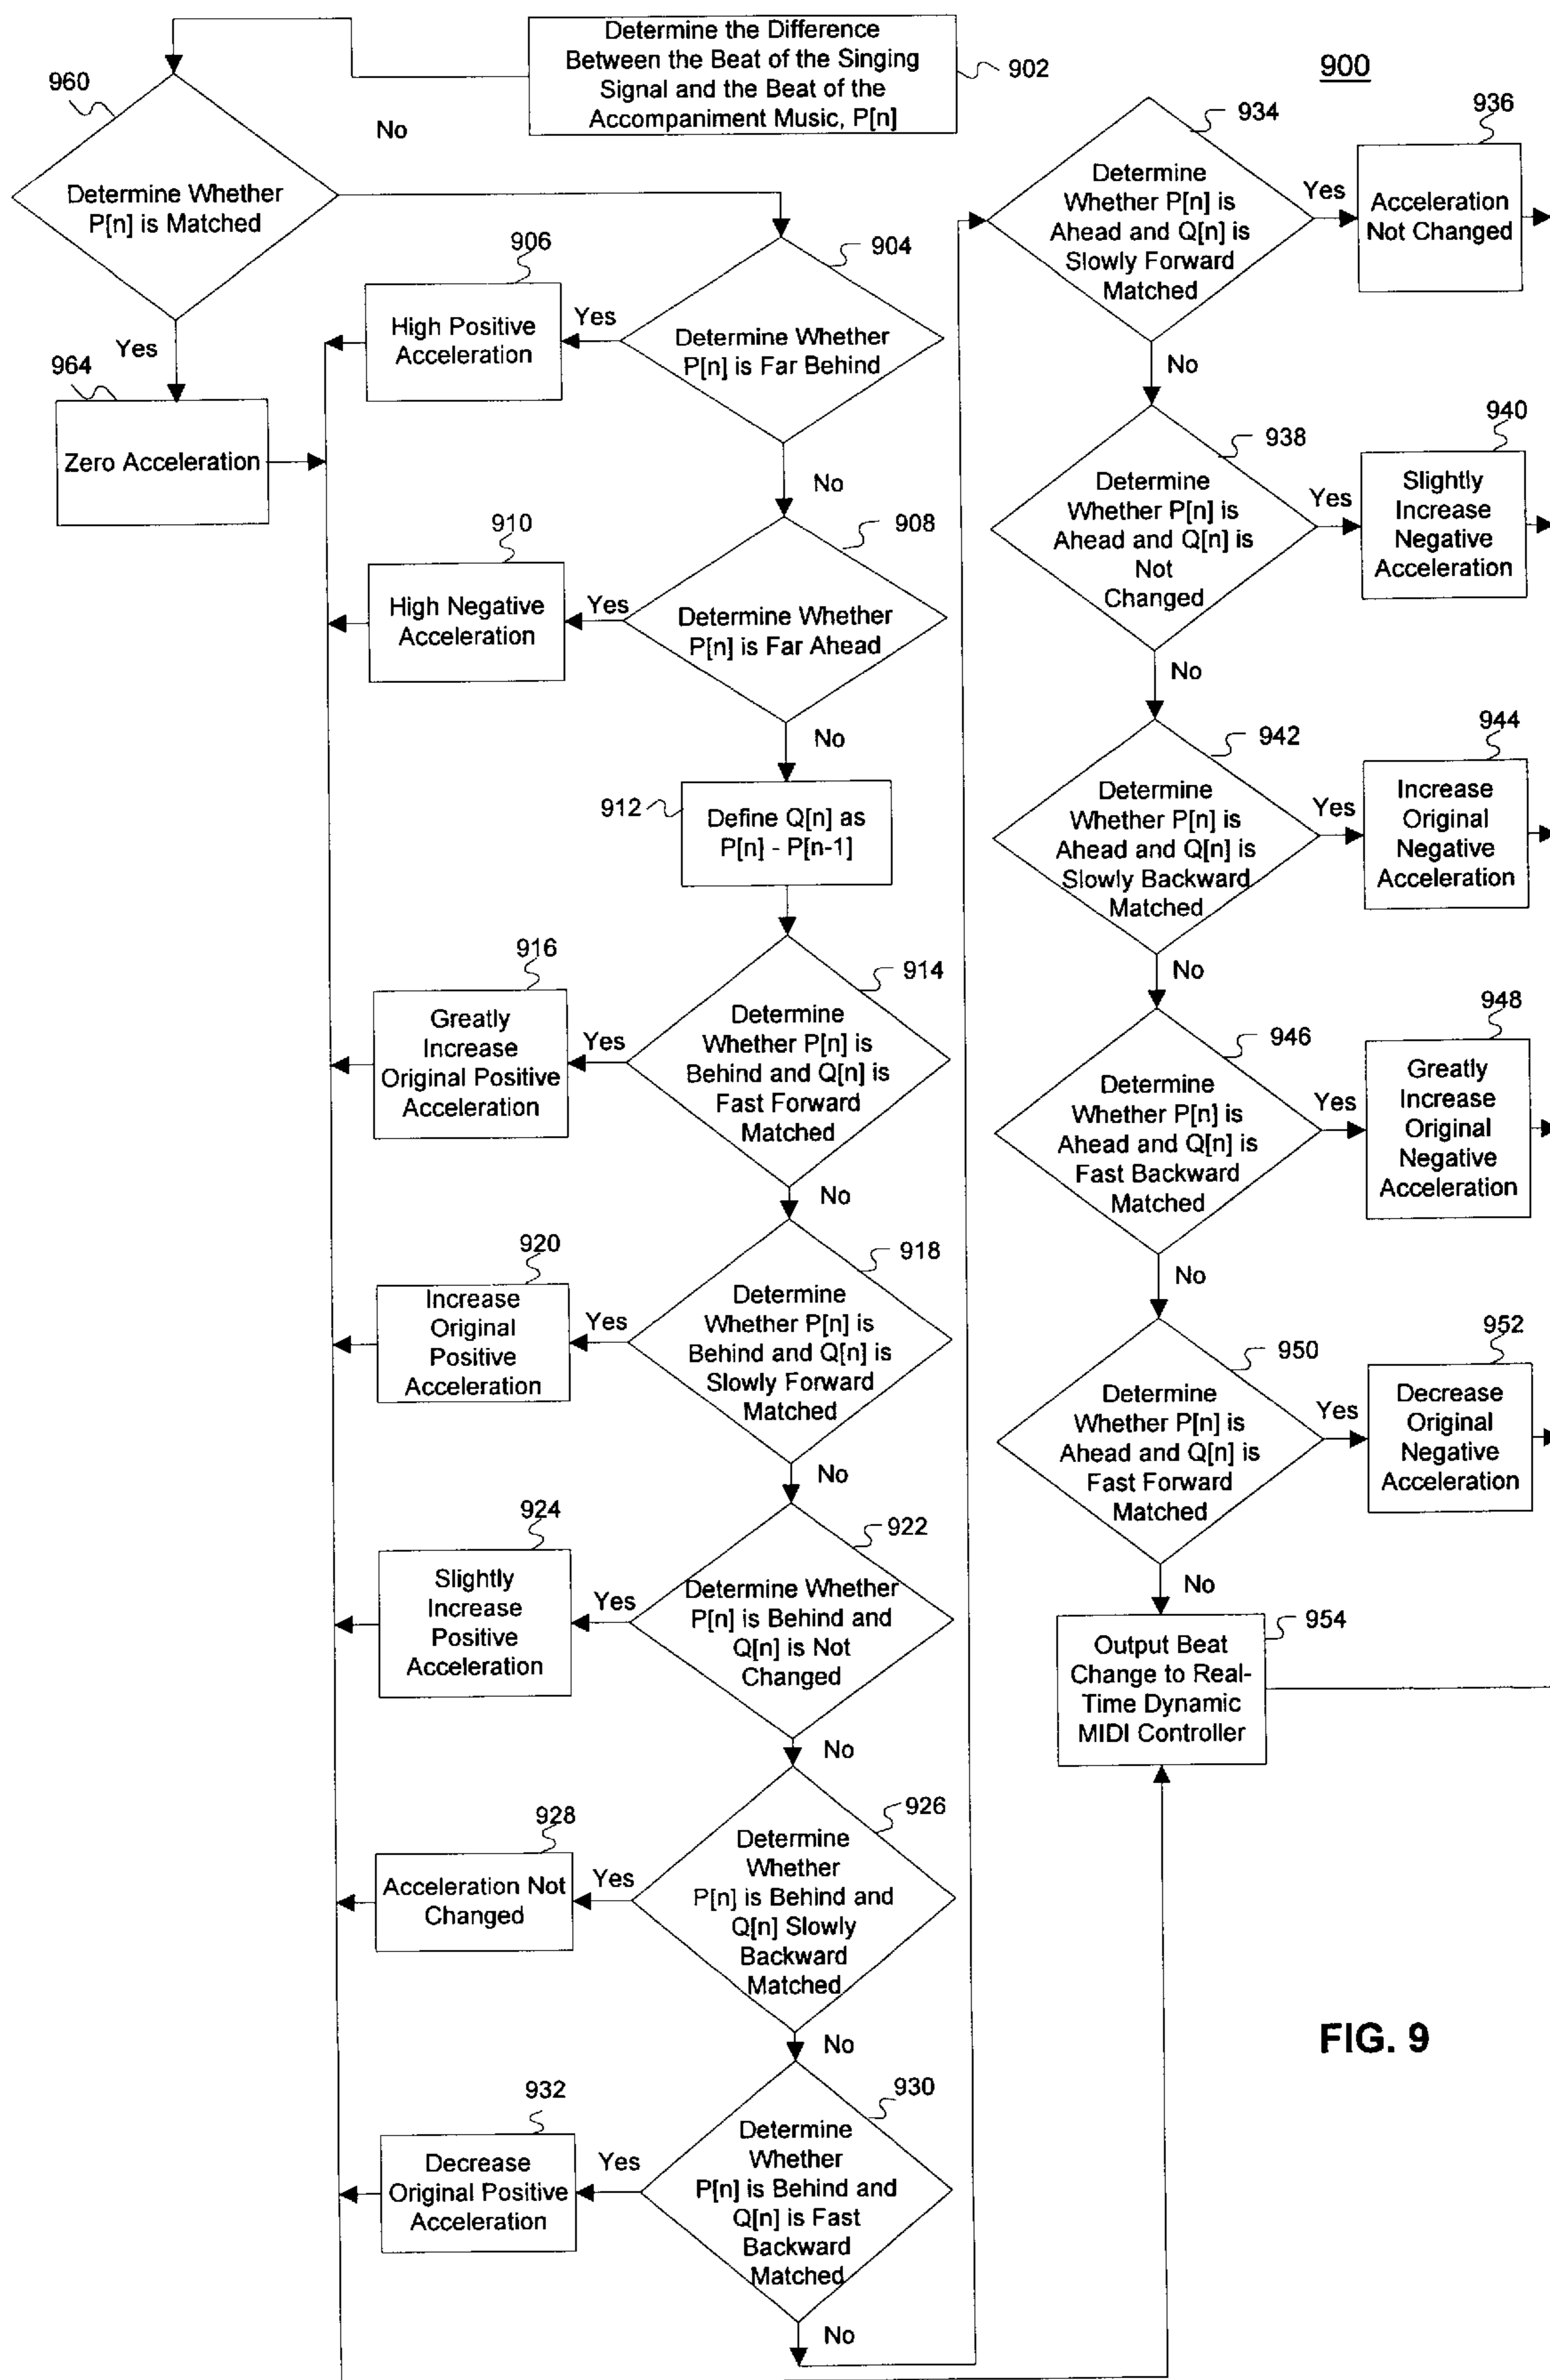 Determine the Difference
Between the Beat of the Singing
Signal and the Beat of the
Accompaniment Music, P[n]
902
960
No
Determine Whether
P[n] is Matched
Yes
964
Zero Acceleration
904
Determine Whether
P[n] is Far Behind
Yes
906
High Positive
Acceleration
No
908
Determine Whether
P[n] is Far Ahead
Yes
910
High Negative
Acceleration
No
912
Define Q[n] as
P[n] - P[n-1]
914
Determine
Whether P[n] is
Behind and Q[n] is
Fast Forward
Matched
Yes
916
Greatly
Increase
Original Positive
Acceleration
No
918
Determine
Whether P[n] is
Behind and Q[n] is
Slowly Forward
Matched
Yes
920
Increase
Original
Positive
Acceleration
No
922
Determine Whether
P[n] is Behind and
Q[n] is Not
Changed
Yes
924
Slightly
Increase
Positive
Acceleration
No
926
Determine
Whether
P[n] is Behind and
Q[n] Slowly
Backward
Matched
Yes
928
Acceleration Not
Changed
No
930
Determine
Whether
P[n] is Behind and
Q[n] is Fast
Backward
Matched
Yes
932
Decrease
Original Positive
Acceleration
No
900
934
Determine
Whether P[n] is
Ahead and Q[n] is
Slowly Forward
Matched
Yes
936
Acceleration
Not Changed
No
938
Determine
Whether P[n] is
Ahead and Q[n] is
Not
Changed
Yes
940
Slightly
Increase
Negative
Acceleration
No
942
Determine
Whether P[n] is
Ahead and Q[n] is
Slowly Backward
Matched
Yes
944
Increase
Original
Negative
Acceleration
No
946
Determine
Whether P[n] is
Ahead and Q[n] is
Fast Backward
Matched
Yes
948
Greatly
Increase
Original
Negative
Acceleration
No
950
Determine
Whether P[n] is
Ahead and Q[n] is
Fast Forward
Matched
Yes
952
Decrease
Original
Negative
Acceleration
No
954
Output Beat
Change to Real-
Time Dynamic
MIDI Controller
FIG. 9